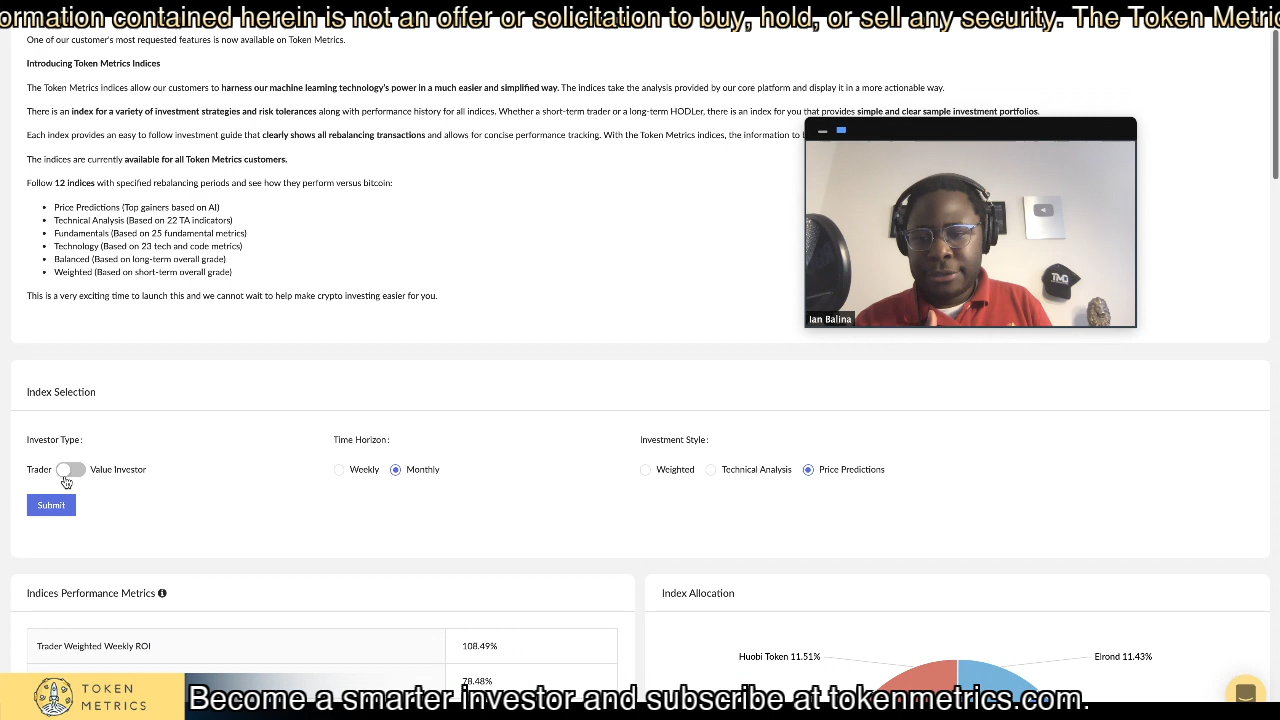 ormation contained herein is not an offer or solicitation to buy, hold, or sell any security. The Token Metri
One of our customer's most requested features is now available on Token Metrics.
Introducing Token Metrics Indices
The Token Metrics indices allow our customers to harness our machine learning technology's power in a much easier and simplified way. The indices take the analysis provided by our core platform and display it in a more actionable way.
There is an index for a variety of investment strategies and risk tolerances along with performance history for all indices. Whether a short-term trader or a long-term HODLer, there is an index for you that provides simple and clear sample investment portfolios.
Each index provides an easy to follow investment guide that clearly shows all rebalancing transactions and allows for concise performance tracking. With the Token Metrics indices, the information to
The indices are currently available for all Token Metrics customers.
Follow 12 indices with specified rebalancing periods and see how they perform versus bitcoin:
• Price Predictions (Top gainers based on AI)
• Technical Analysis (Based on 22 TA indicators)
• Fundamentals (Based on 25 fundamental metrics)
• Technology (Based on 23 tech and code metrics)
• Balanced (Based on long-term overall grade)
• Weighted (Based on short-term overall grade)
This is a very exciting time to launch this and we cannot wait to help make crypto investing easier for you.
TMG
Ian Balina
Index Selection
Investor Type: Time Horizon: Investment Style:
Trader Value Investor Weekly Monthly Weighted Technical Analysis Price Predictions
Submit
Indices Performance Metrics Index Allocation
Trader Weighted Weekly ROI 108.49%
Huobi Token 11.51% Elrond 11.43%
78.48%
TOKEN METRICS
Become a smarter investor and subscribe at tokenmetrics.com.